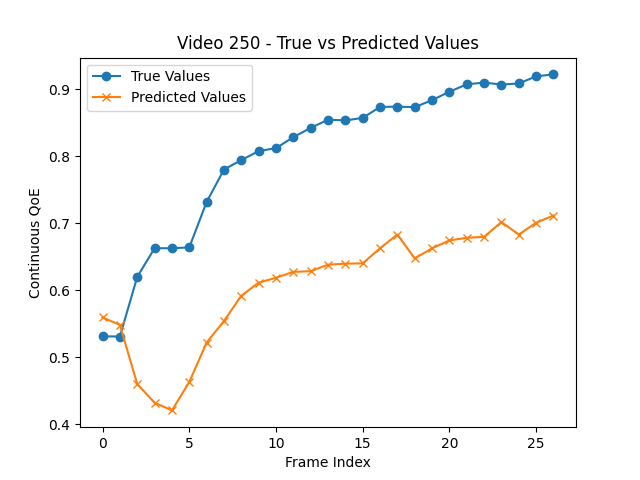 Video 250 - True vs Predicted Values
True Values
Predicted Values
0.9
0.8
0.7
0.6
0.5
0.4
Continuous QoE
0 5 10 15 20 25
Frame Index